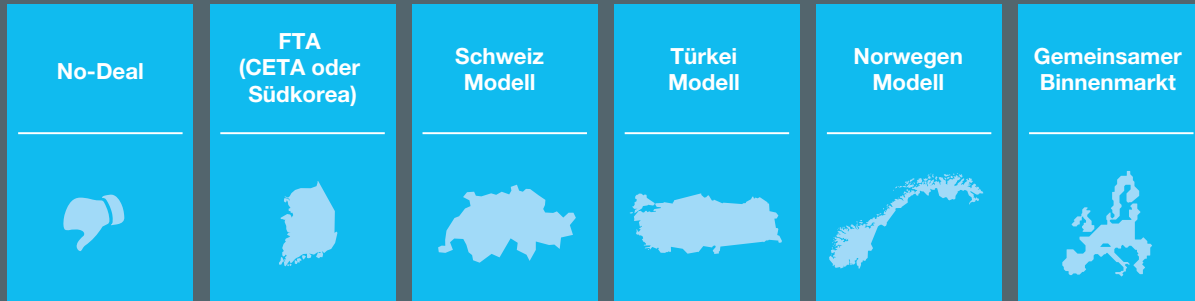 No-Deal
FTA
(CETA oder
Südkorea)
Schweiz
Modell
Türkei
Modell
Norwegen
Modell
Gemeinsamer
Binnenmarkt